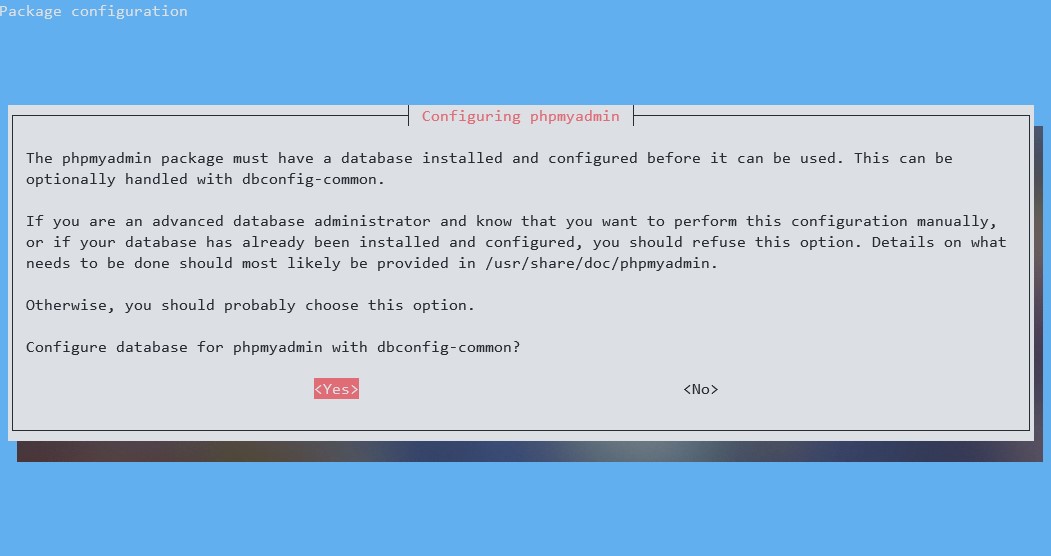 Package configuration
Configuring phpmyadmin
The phpmyadmin package must have a database installed and configured before it can be used. This can be
optionally handled with dbconfig-common.
If you are an advanced database administrator and know that you want to perform this configuration manually,
or if your database has already been installed and configured, you should refuse this option. Details on what
needs to be done should most likely be provided in /usr/share/doc/phpmyadmin.
Otherwise, you should probably choose this option.
Configure database for phpmyadmin with dbconfig-common?
<Yes> <No>